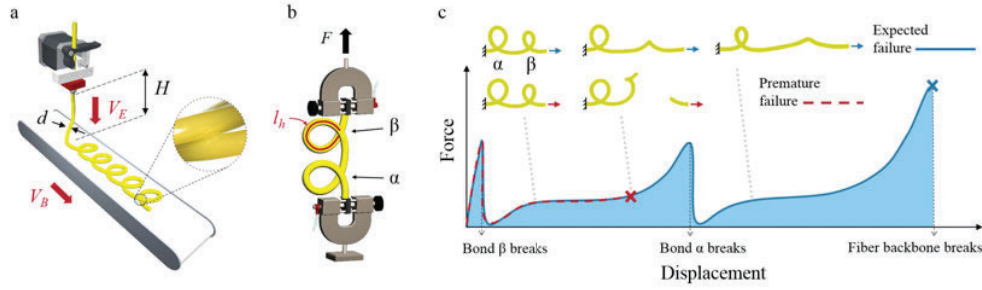 a
H
V_E
d
V_B
b
F
l_h
β
α
c
α β
Expected
failure
Premature
failure
Force
Bond β breaks
Bond α breaks
Fiber backbone breaks
Displacement